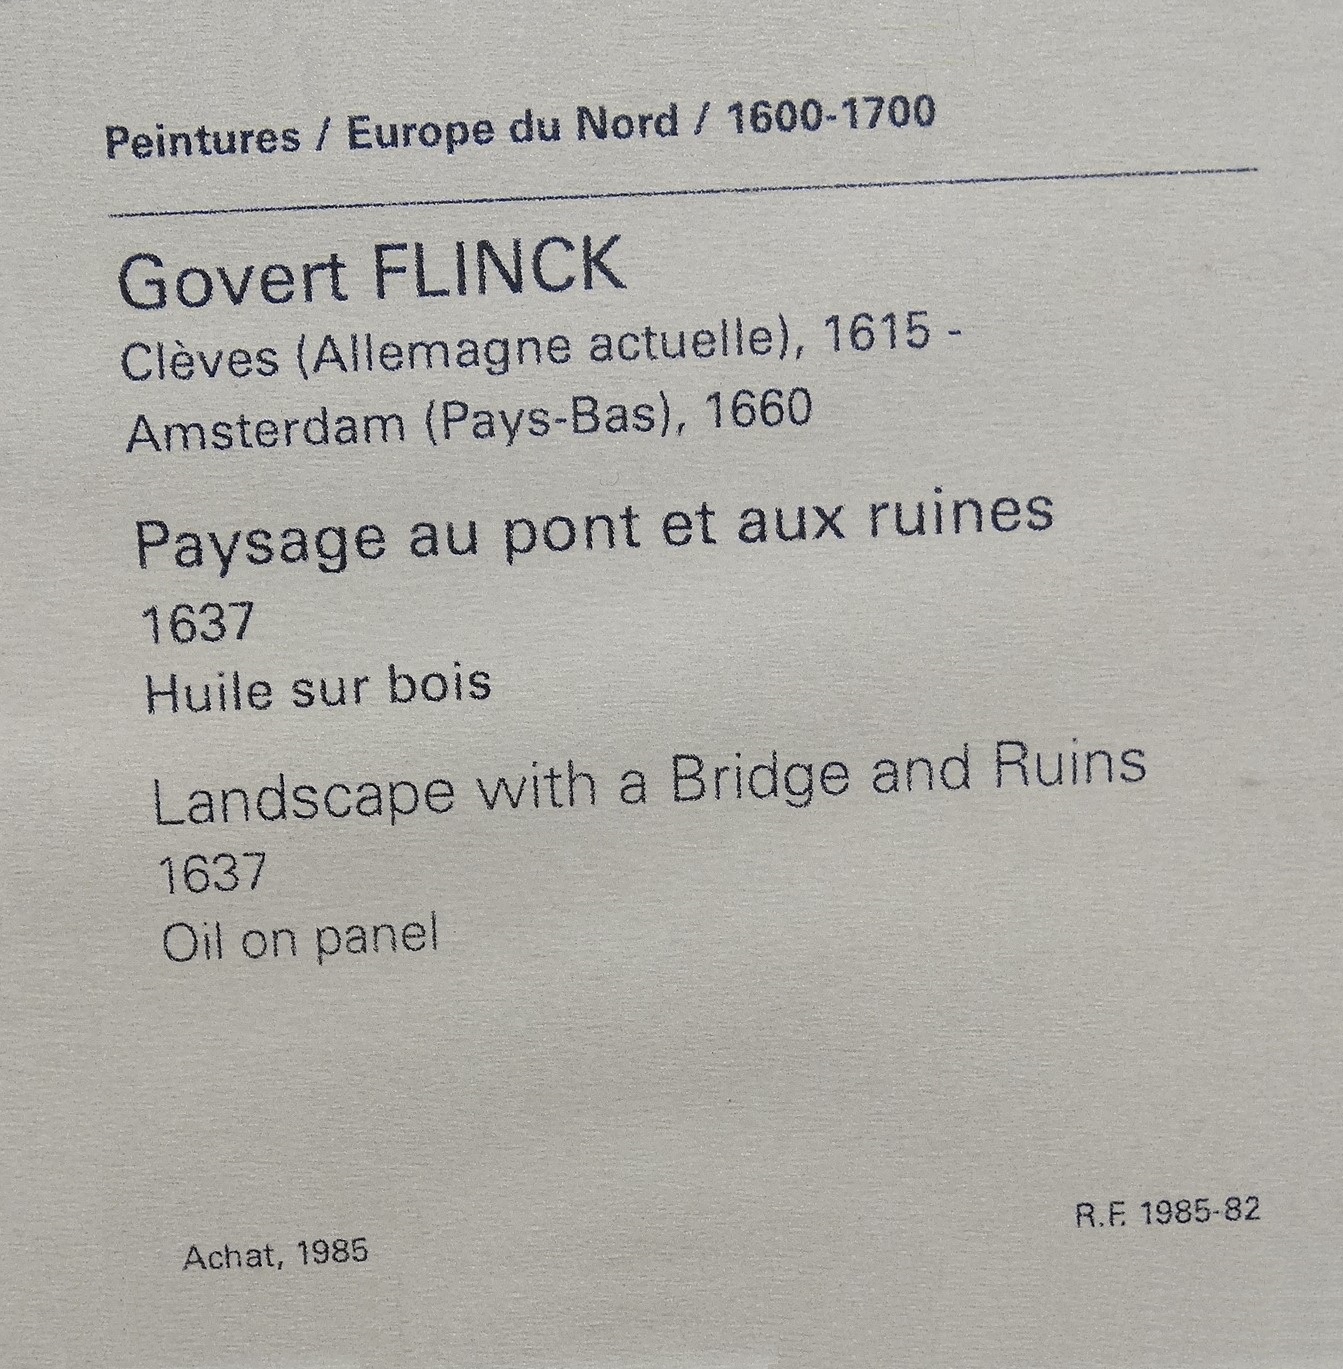 Peintures / Europe du Nord / 1600-1700
Govert FLINCK
Clèves (Allemagne actuelle), 1615 -
Amsterdam (Pays-Bas), 1660
Paysage au pont et aux ruines
1637
Huile sur bois
Landscape with a Bridge and Ruins
1637
Oil on panel
R.F. 1985-82
Achat, 1985